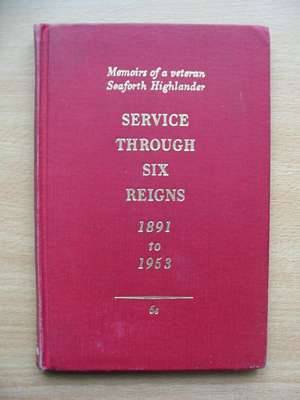 Memoirs of a veteran
Seaforth Highlander
SERVICE
THROUGH
SIX
REIGNS
1891
to
1953
6s